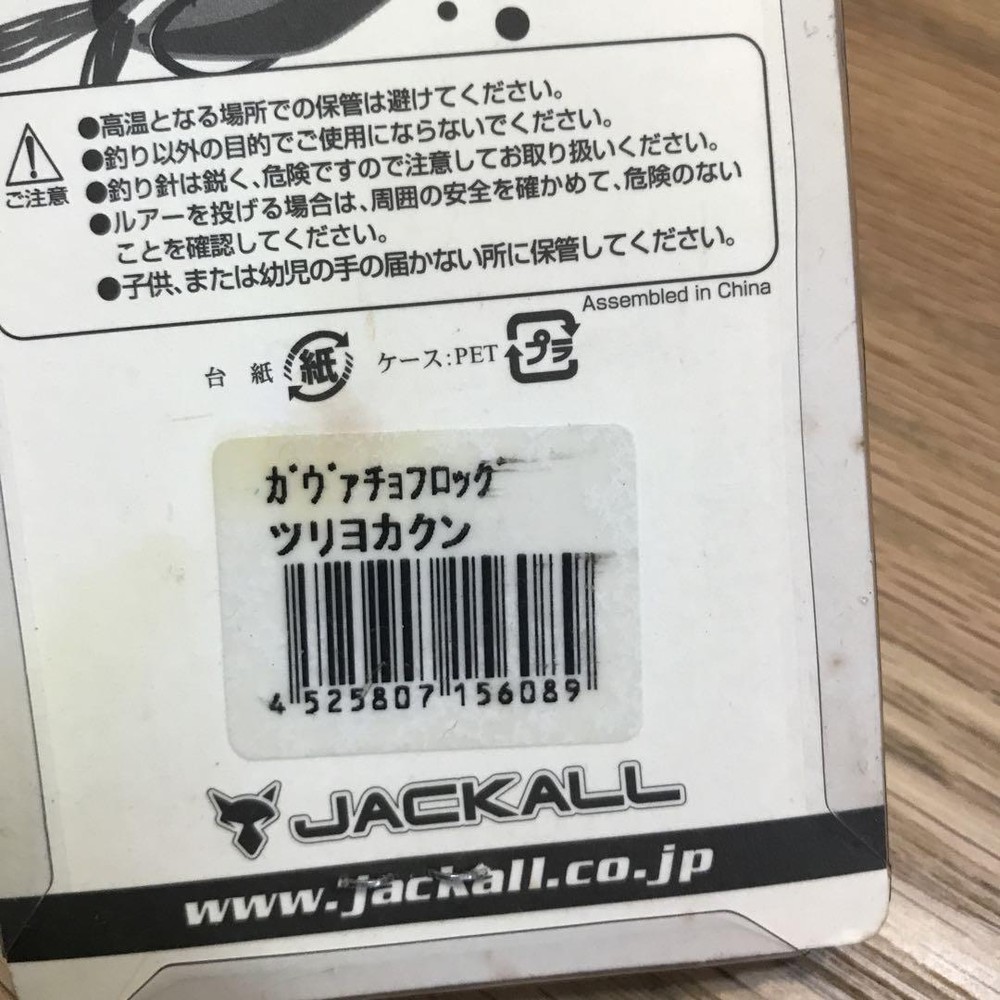 ●高温となる場所での保管は避けてください。
●釣り以外の目的でご使用にならないでください。
●釣り針は鋭く、危険ですので注意してお取り扱いください。
●ルアーを投げる場合は、周囲の安全を確かめて、危険のない
ことを確認してください。
●子供、または幼児の手の届かない所に保管してください。
ご注意
Assembled in China
台 紙 紙 ケース:PET プラ
ガヴァチョフロッグ
ツリヨカクン
4 525807 156089
JACKALL
www.jackall.co.jp